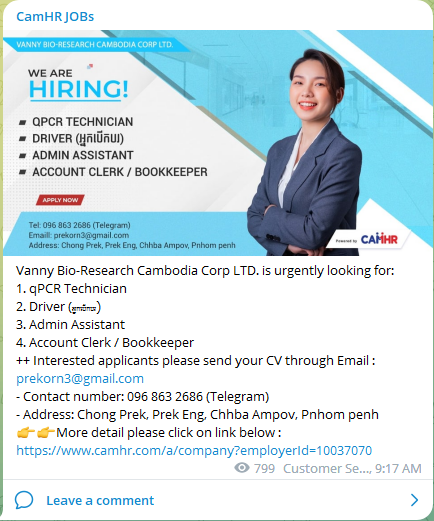 CamHR JOBs
VANNY BIO-RESEARCH CAMBODIA CORP LTD.
WE ARE
HIRING!
QPCR TECHNICIAN
DRIVER (អ្នកបើកបរ)
ADMIN ASSISTANT
ACCOUNT CLERK / BOOKKEEPER
APPLY NOW
Tel: 096 863 2686 (Telegram)
Emaill: prekorn3@gmail.com
Address: Chong Prek, Prek Eng, Chhba Ampov, Pnhom penh
Powered by CAMHR
Vanny Bio-Research Cambodia Corp LTD. is urgently looking for:
1. qPCR Technician
2. Driver (អ្នកបើកបរ)
3. Admin Assistant
4. Account Clerk / Bookkeeper
++ Interested applicants please send your CV through Email :
prekorn3@gmail.com
- Contact number: 096 863 2686 (Telegram)
- Address: Chong Prek, Prek Eng, Chhba Ampov, Pnhom penh
👉👉More detail please click on link below :
https://www.camhr.com/a/company?employerId=10037070
799 Customer Se..., 9:17 AM
Leave a comment